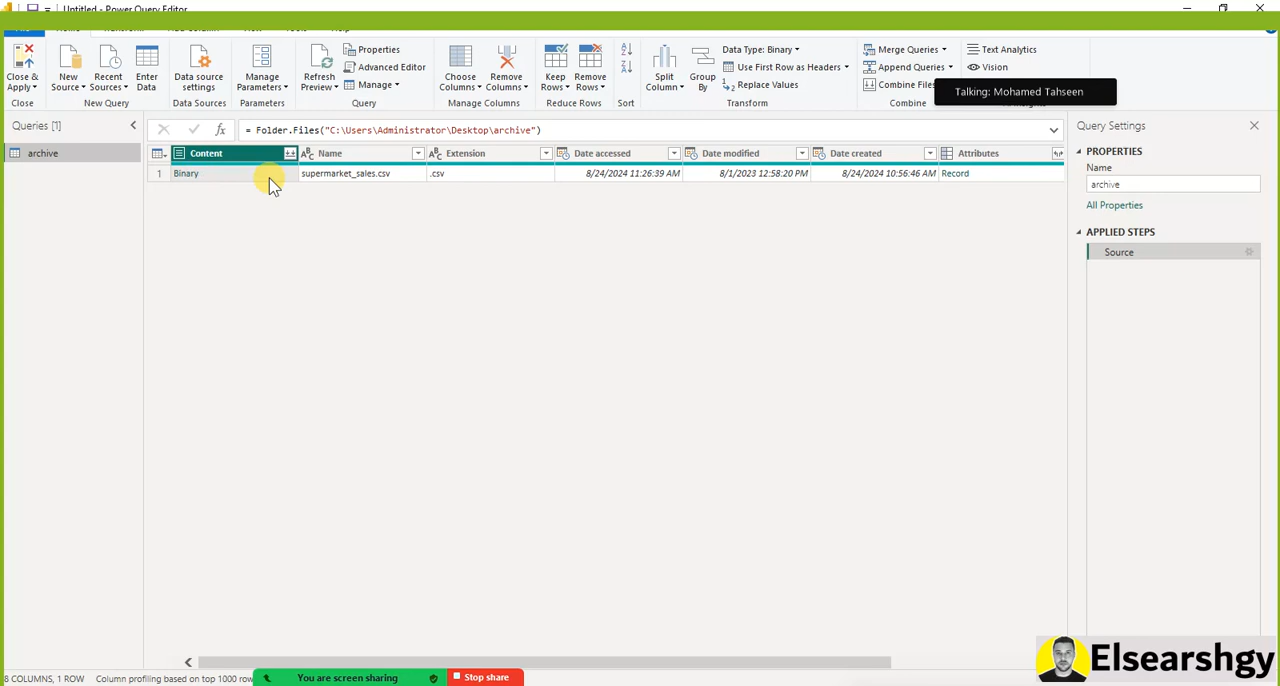 Untitled - Power Query Editor
Close & Apply
New Source
Recent Sources
Enter Data
Data source settings
Manage Parameters
Refresh Preview
Properties
Advanced Editor
Manage
Choose Columns
Remove Columns
Keep Rows
Remove Rows
Split Column
Group By
Data Type: Binary
Use First Row as Headers
Replace Values
Merge Queries
Append Queries
Combine Files
Text Analytics
Vision
Talking: Mohamed Tahseen
Close
New Query
Data Sources
Parameters
Query
Manage Columns
Reduce Rows
Sort
Transform
Combine
Queries [1]
archive
fx
= Folder.Files("C:\Users\Administrator\Desktop\archive")
Content Name Extension Date accessed Date modified Date created Attributes
1 Binary supermarket_sales.csv .csv 8/24/2024 11:26:39 AM 8/1/2023 12:58:20 PM 8/24/2024 10:56:46 AM Record
Query Settings
PROPERTIES
Name
archive
All Properties
APPLIED STEPS
Source
8 COLUMNS, 1 ROW Column profiling based on top 1000 row
You are screen sharing
Stop share
Elsearshgy